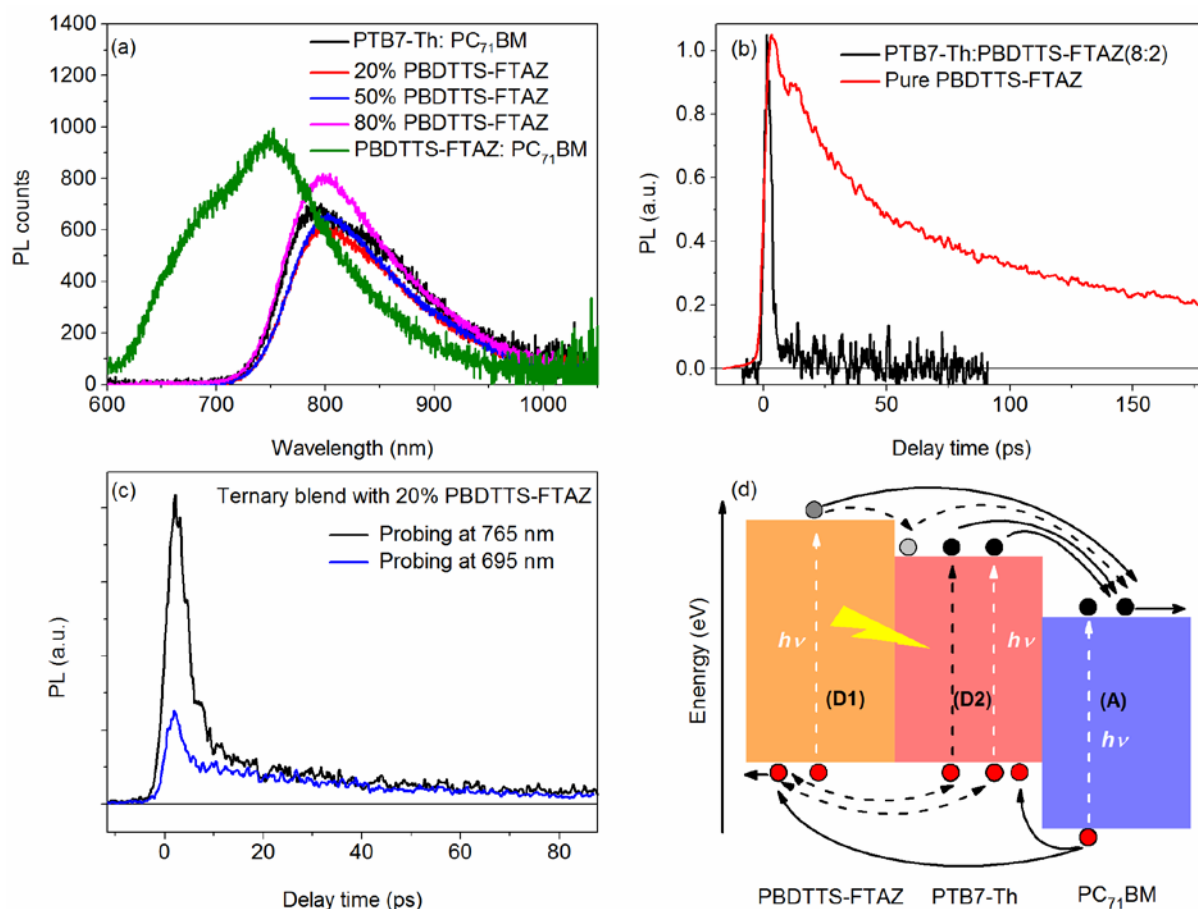 (a)
PTB7-Th: PC71BM
20% PBDTTS-FTAZ
50% PBDTTS-FTAZ
80% PBDTTS-FTAZ
PBDTTS-FTAZ: PC71BM
1400
1200
1000
800
600
400
200
0
PL counts
600 700 800 900 1000
Wavelength (nm)
(b)
PTB7-Th:PBDTTS-FTAZ(8:2)
Pure PBDTTS-FTAZ
1.0
0.8
0.6
0.4
0.2
0.0
PL (a.u.)
0 50 100 150
Delay time (ps)
(c)
Ternary blend with 20% PBDTTS-FTAZ
Probing at 765 nm
Probing at 695 nm
PL (a.u.)
0 20 40 60 80
Delay time (ps)
(d)
Enenrgy (eV)
hν
hν
(D1)
(D2)
(A)
hν
PBDTTS-FTAZ PTB7-Th PC71BM